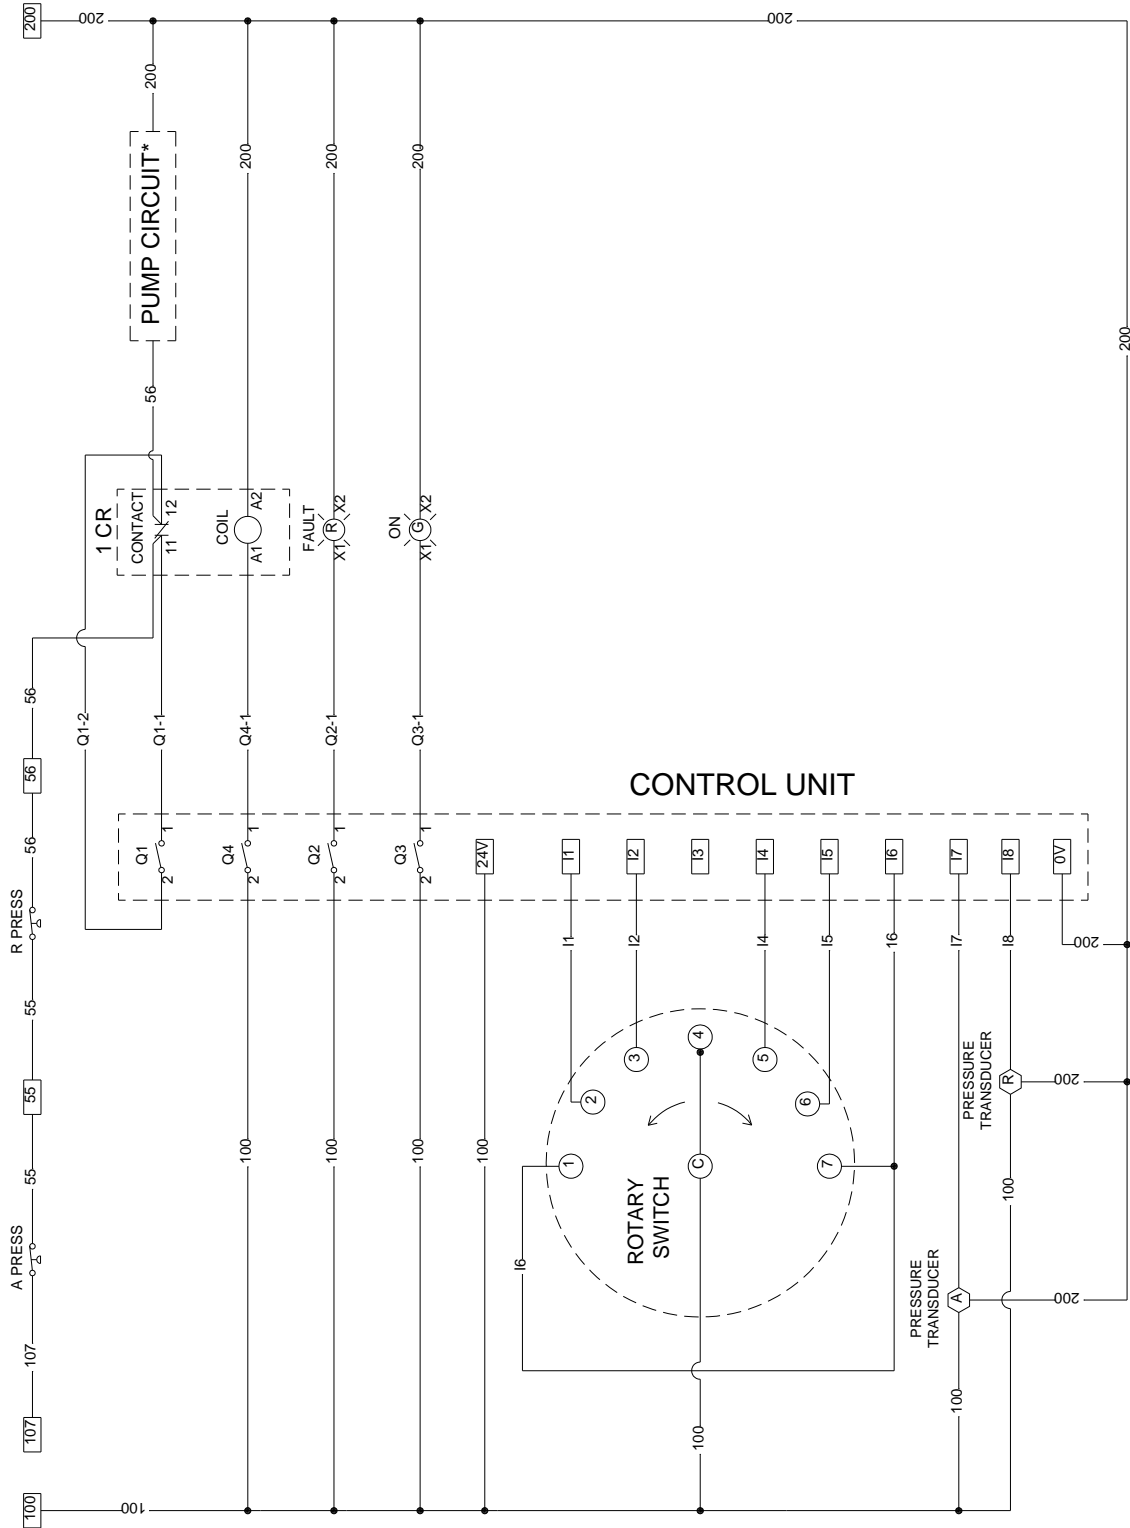 100
107
107
A PRESS
55
55
55
R PRESS
56
56
56
200
100
200
Q1-2
1 CR
PUMP CIRCUIT*
Q1
2
1
Q1-1
CONTACT
11
12
56
200
100
Q4
2
1
Q4-1
COIL
A1
A2
200
100
Q2
2
1
Q2-1
FAULT
X1
R
X2
200
100
Q3
2
1
Q3-1
ON
X1
G
X2
200
100
24V
CONTROL UNIT
I6
1
2
I1
I1
ROTARY
SWITCH
3
I2
I2
100
C
4
I3
5
I4
I4
7
6
I5
I5
16
I6
PRESSURE
TRANSDUCER
100
A
I7
I7
PRESSURE
TRANSDUCER
100
R
I8
I8
0V
200
200
200
200
200